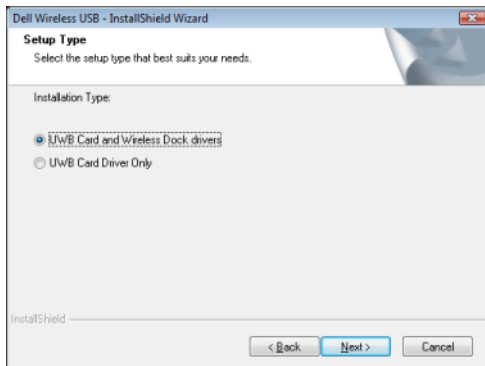 Dell Wireless USB - InstallShield Wizard
Setup Type
Select the setup type that best suits your needs.
Installation Type:
UWB Card and Wireless Dock drivers
UWB Card Driver Only
InstallShield
< Back Next > Cancel